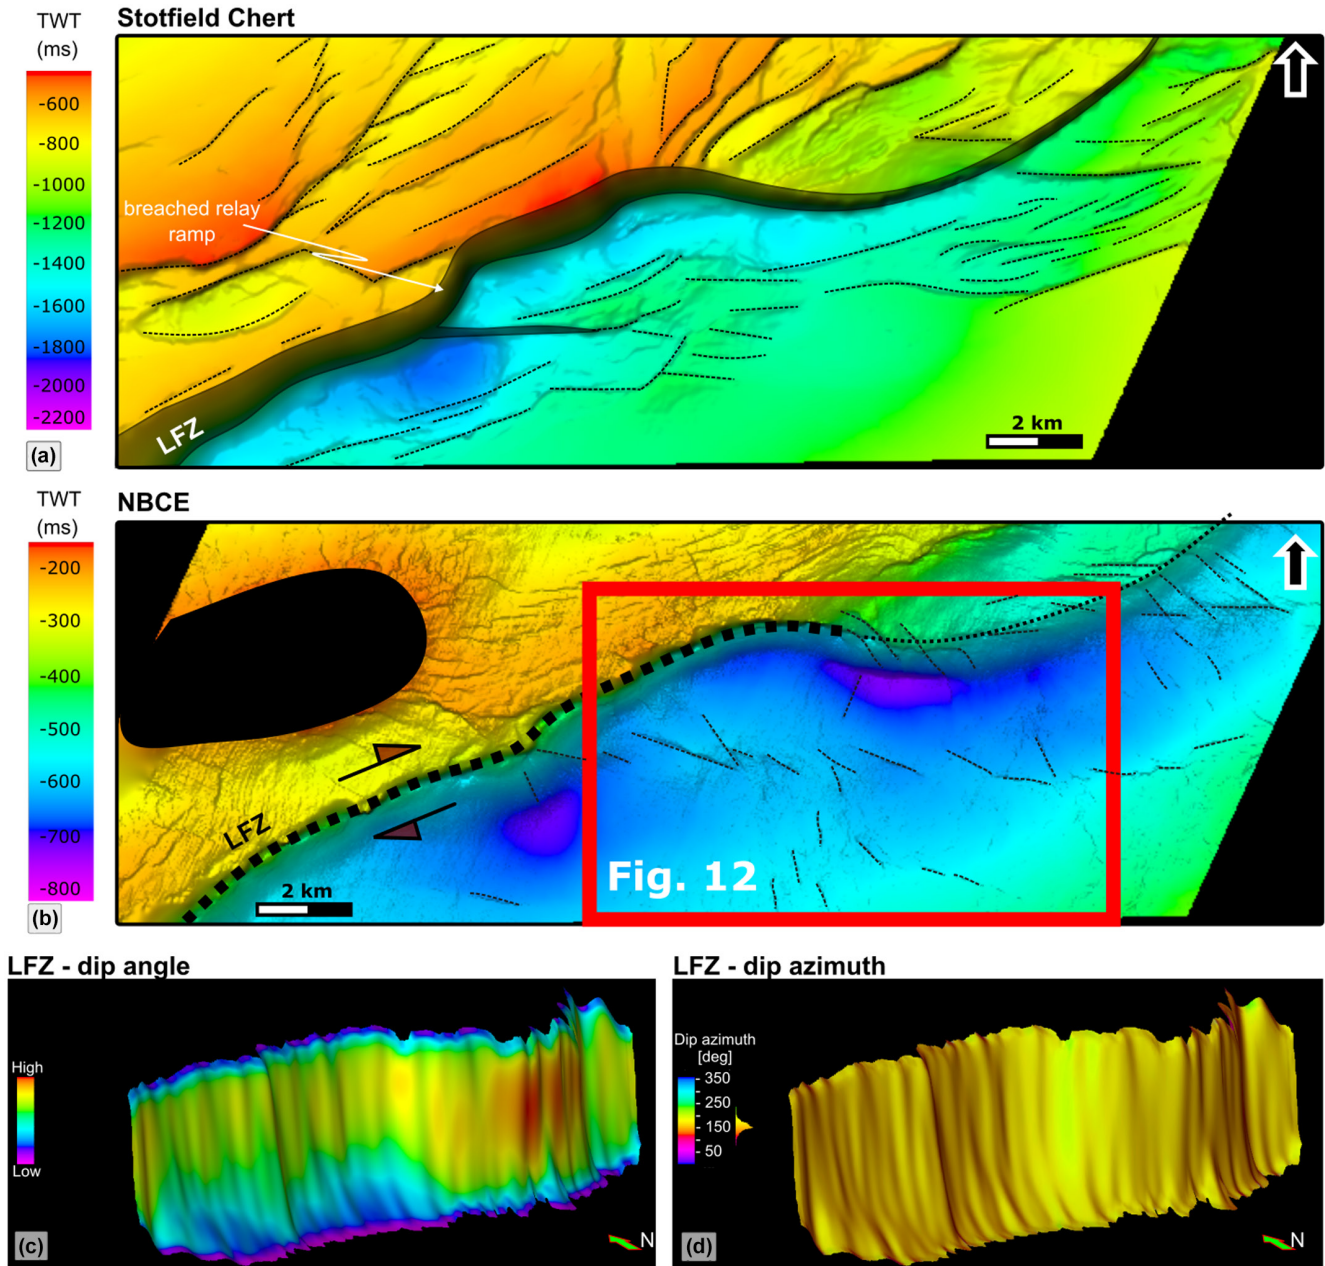 TWT
(ms)
Stotfield Chert
-600
-800
-1000
-1200
-1400
-1600
-1800
-2000
-2200
(a)
breached relay
ramp
LFZ
2 km
TWT
(ms)
NBCE
-200
-300
-400
-500
-600
-700
-800
(b)
LFZ
2 km
Fig. 12
LFZ - dip angle
High
Low
(c)
N
LFZ - dip azimuth
Dip azimuth
[deg]
350
250
150
50
(d)
N